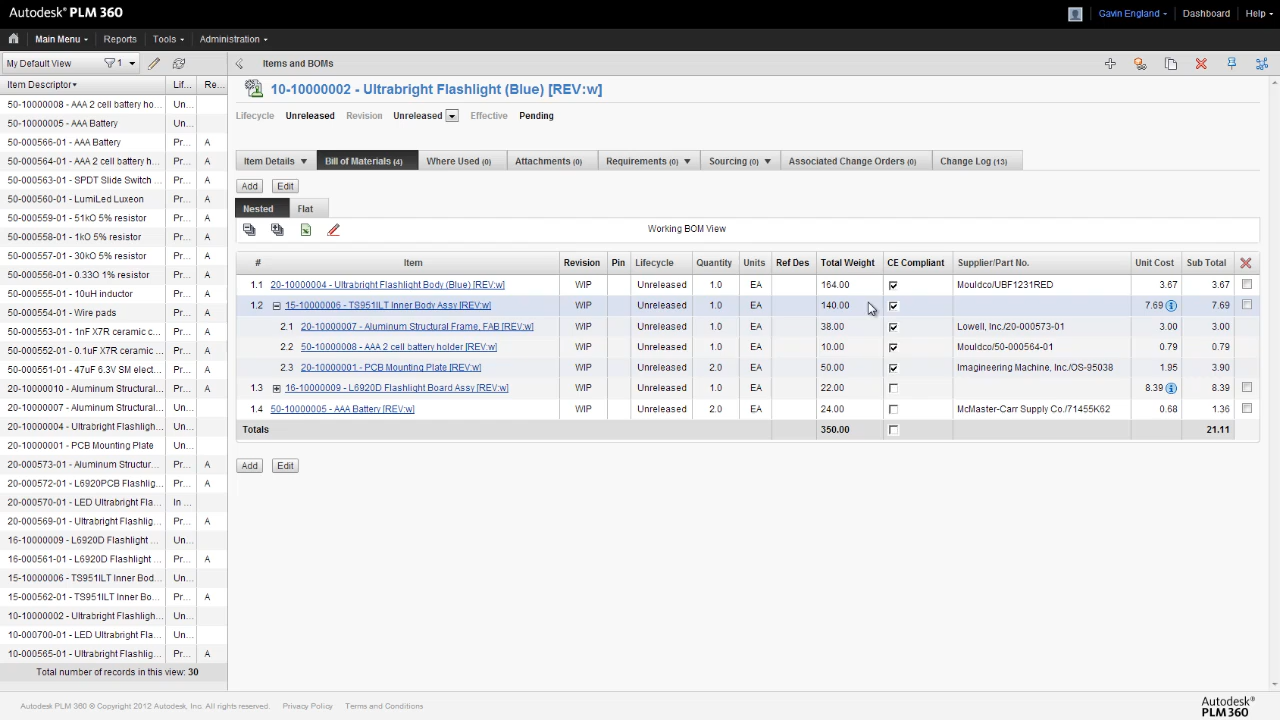 Autodesk® PLM 360
Gavin England
Dashboard
Help
Main Menu
Reports
Tools
Administration
My Default View
1
Items and BOMs
Item Descriptor
Lif...
Re...
50-10000008 - AAA 2 cell battery ho... Un...
50-10000005 - AAA Battery Un...
50-000566-01 - AAA Battery Pr... A
50-000564-01 - AAA 2 cell battery h... Pr... A
50-000563-01 - SPDT Slide Switch ... Pr... A
50-000560-01 - LumiLed Luxeon Pr... A
50-000559-01 - 51kO 5% resistor Pr... A
50-000558-01 - 1kO 5% resistor Pr... A
50-000557-01 - 30kO 5% resistor Pr... A
50-000556-01 - 0.33O 1% resistor Pr... A
50-000555-01 - 10uH inductor Pr... A
50-000554-01 - Wire pads Pr... A
50-000553-01 - 1nF X7R ceramic c... Pr... A
50-000552-01 - 0.1uF X7R ceramic ... Pr... A
50-000551-01 - 47uF 6.3V SM elect... Pr... A
20-10000010 - Aluminum Structural... Pr... A
20-10000007 - Aluminum Structural... Un...
20-10000004 - Ultrabright Flashligh... Un...
20-10000001 - PCB Mounting Plate Un...
20-000573-01 - Aluminum Structur... Pr... A
20-000572-01 - L6920PCB Flashlig... Pr... A
20-000570-01 - LED Ultrabright Fla... In ...
20-000569-01 - Ultrabright Flashlig... Pr... A
16-10000009 - L6920D Flashlight B... Un...
16-000561-01 - L6920D Flashlight ... Pr... A
15-10000006 - TS951ILT Inner Bod... Un...
15-000562-01 - TS951ILT Inner Bo... Pr... A
10-10000002 - Ultrabright Flashligh... Un...
10-000700-01 - LED Ultrabright Fla... Un...
10-000565-01 - Ultrabright Flashlig... Pr... A
Total number of records in this view: 30
10-10000002 - Ultrabright Flashlight (Blue) [REV:w]
Lifecycle Unreleased Revision Unreleased Effective Pending
Item Details
Bill of Materials (4)
Where Used (0)
Attachments (0)
Requirements (0)
Sourcing (0)
Associated Change Orders (0)
Change Log (13)
Add Edit
Nested Flat
Working BOM View
# Item Revision Pin Lifecycle Quantity Units Ref Des Total Weight CE Compliant Supplier/Part No. Unit Cost Sub Total
1.1 20-10000004 - Ultrabright Flashlight Body (Blue) [REV:w] WIP Unreleased 1.0 EA 164.00 Mouldco/UBF1231RED 3.67 3.67
1.2 15-10000006 - TS951ILT Inner Body Assy [REV:w] WIP Unreleased 1.0 EA 140.00 7.69 7.69
2.1 20-10000007 - Aluminum Structural Frame, FAB [REV:w] WIP Unreleased 1.0 EA 38.00 Lowell, Inc./20-000573-01 3.00 3.00
2.2 50-10000008 - AAA 2 cell battery holder [REV:w] WIP Unreleased 1.0 EA 10.00 Mouldco/50-000564-01 0.79 0.79
2.3 20-10000001 - PCB Mounting Plate [REV:w] WIP Unreleased 2.0 EA 50.00 Imagineering Machine, Inc./OS-95038 1.95 3.90
1.3 16-10000009 - L6920D Flashlight Board Assy [REV:w] WIP Unreleased 1.0 EA 22.00 8.39 8.39
1.4 50-10000005 - AAA Battery [REV:w] WIP Unreleased 2.0 EA 24.00 McMaster-Carr Supply Co./71455K62 0.68 1.36
Totals 350.00 21.11
Add Edit
Autodesk PLM 360 © Copyright 2012 Autodesk, Inc. All rights reserved. Privacy Policy Terms and Conditions
Autodesk®
PLM 360